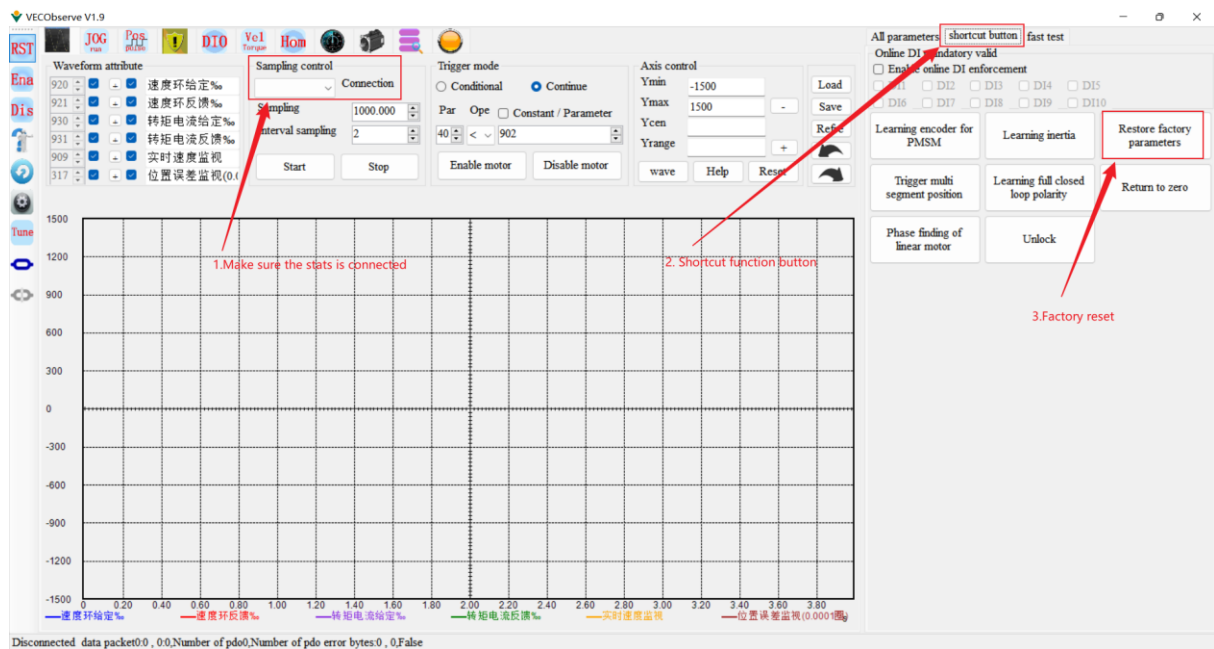 VECObserve V1.9
RST
JOG
run
Pos
pulse
DIO
Vel
Torque
Hom
All parameters shortcut button fast test
Ena
Dis
Tune
Waveform attribute
920 速度环给定‰
921 速度环反馈‰
930 转矩电流给定‰
931 转矩电流反馈‰
909 实时速度监视
317 位置误差监视(0.0
Sampling control
Connection
Sampling 1000.000
Interval sampling 2
Start Stop
Trigger mode
Conditional Continue
Par Ope Constant / Parameter
40 < 902
Enable motor Disable motor
Axis control
Ymin -1500 Load
Ymax 1500 - Save
Ycen
Yrange +
wave Help Reset
Online DI mandatory valid
Enable online DI enforcement
DI1 DI2 DI3 DI4 DI5
DI6 DI7 DI8 DI9 DI10
Learning encoder for
PMSM
Learning inertia
Restore factory
parameters
Trigger multi
segment position
Learning full closed
loop polarity
Return to zero
Phase finding of
linear motor
Unlock
1.Make sure the stats is connected
2. Shortcut function button
3.Factory reset
1500
1200
900
600
300
0
-300
-600
-900
-1200
-1500
0 0.20 0.40 0.60 0.80 1.00 1.20 1.40 1.60 1.80 2.00 2.20 2.40 2.60 2.80 3.00 3.20 3.40 3.60 3.80
速度环给定‰ 速度环反馈‰ 转矩电流给定‰ 转矩电流反馈‰ 实时速度监视 位置误差监视(0.0001圈)
Disconnected data packet0:0 , 0:0,Number of pdo0,Number of pdo error bytes:0 , 0,False